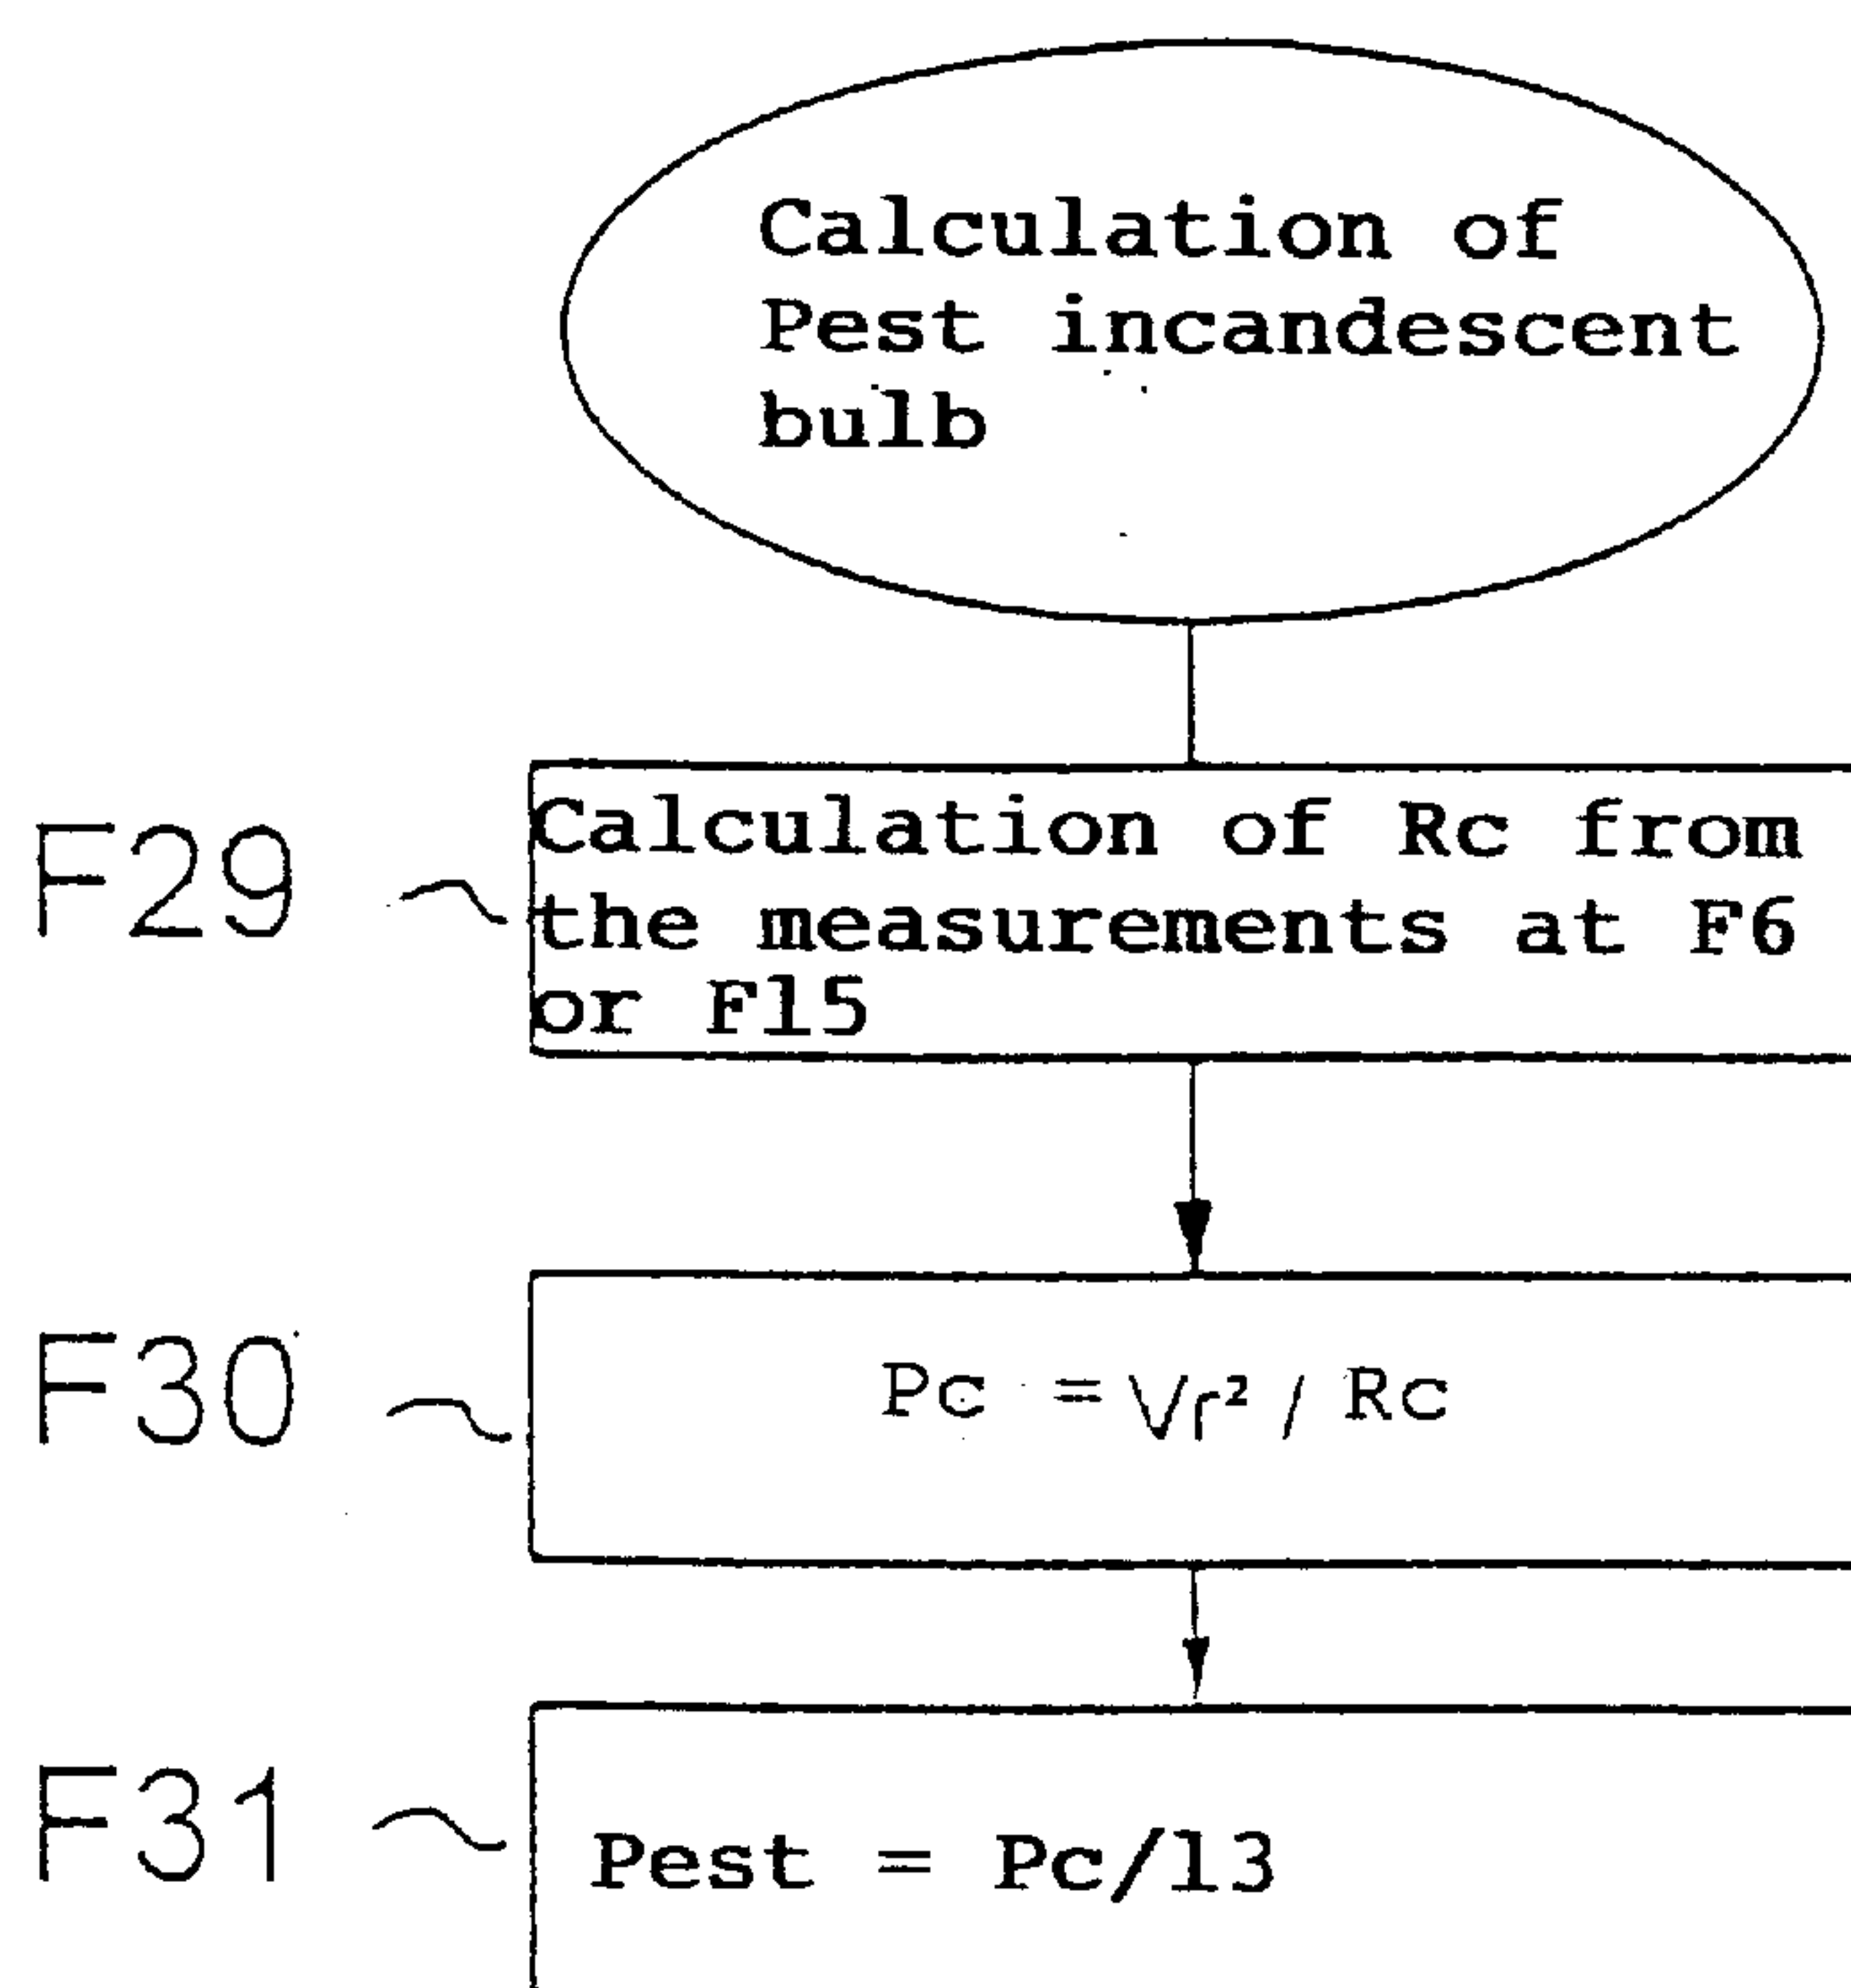 Calculation of
Pest incandescent
bulb
F29
Calculation of Rc from
the measurements at F6
or F15
F30
Pc = Vr² / Rc
F31
Pest = Pc/13